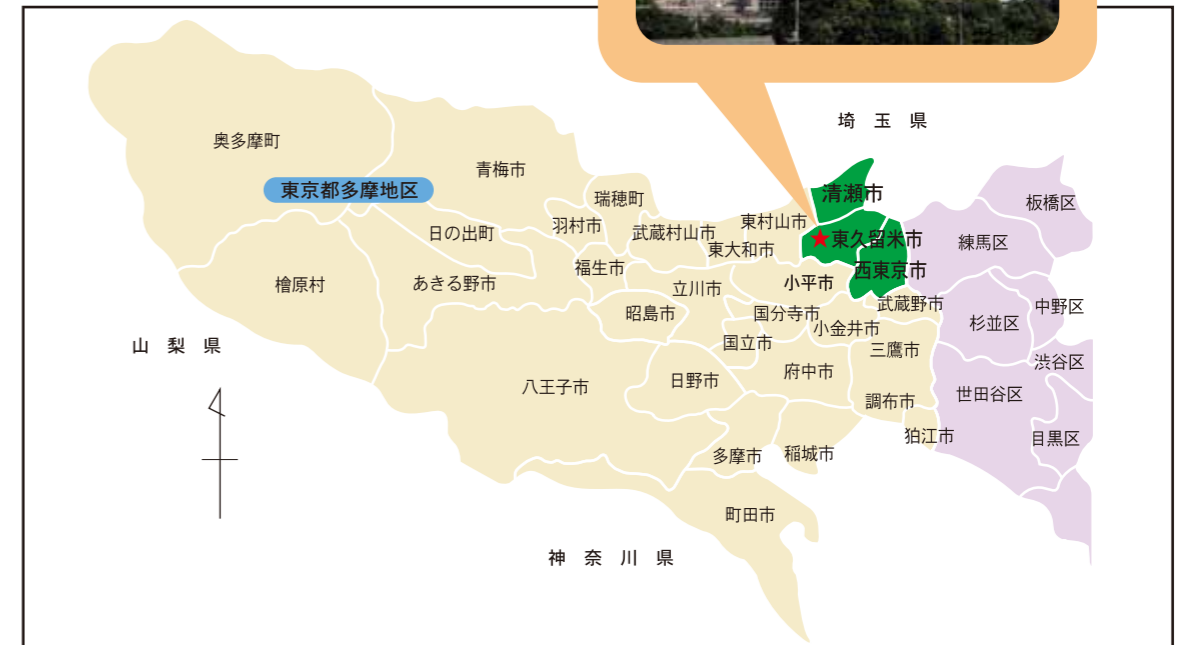 埼玉県
奥多摩町
青梅市
東京都多摩地区
清瀬市
瑞穂町
板橋区
羽村市
武蔵村山市
東村山市
日の出町
東大和市
★東久留米市
練馬区
福生市
西東京市
檜原村
あきる野市
立川市
小平市
昭島市
国分寺市
武蔵野市
中野区
小金井市
杉並区
山梨県
国立市
三鷹市
渋谷区
八王子市
日野市
府中市
世田谷区
調布市
狛江市
目黒区
多摩市
稲城市
町田市
神奈川県